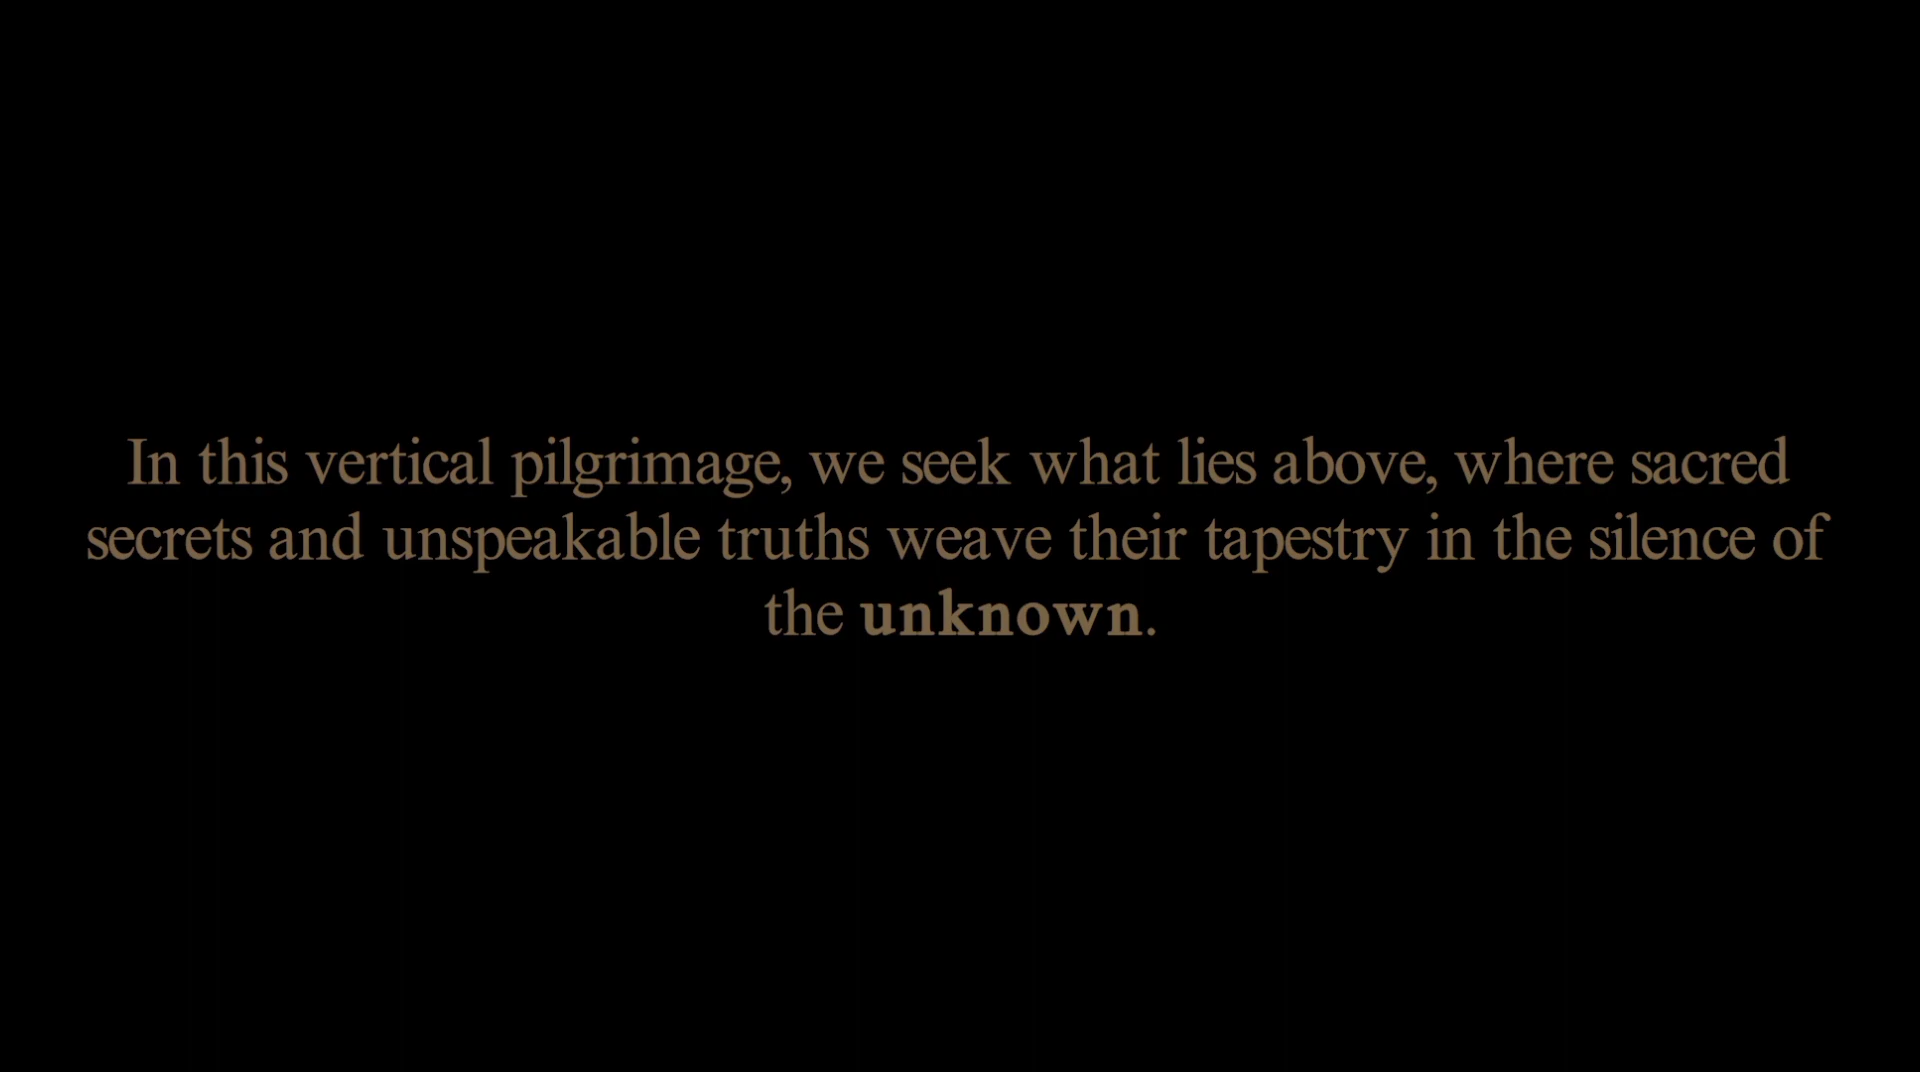 In this vertical pilgrimage, we seek what lies above, where sacred
secrets and unspeakable truths weave their tapestry in the silence of
the unknown.